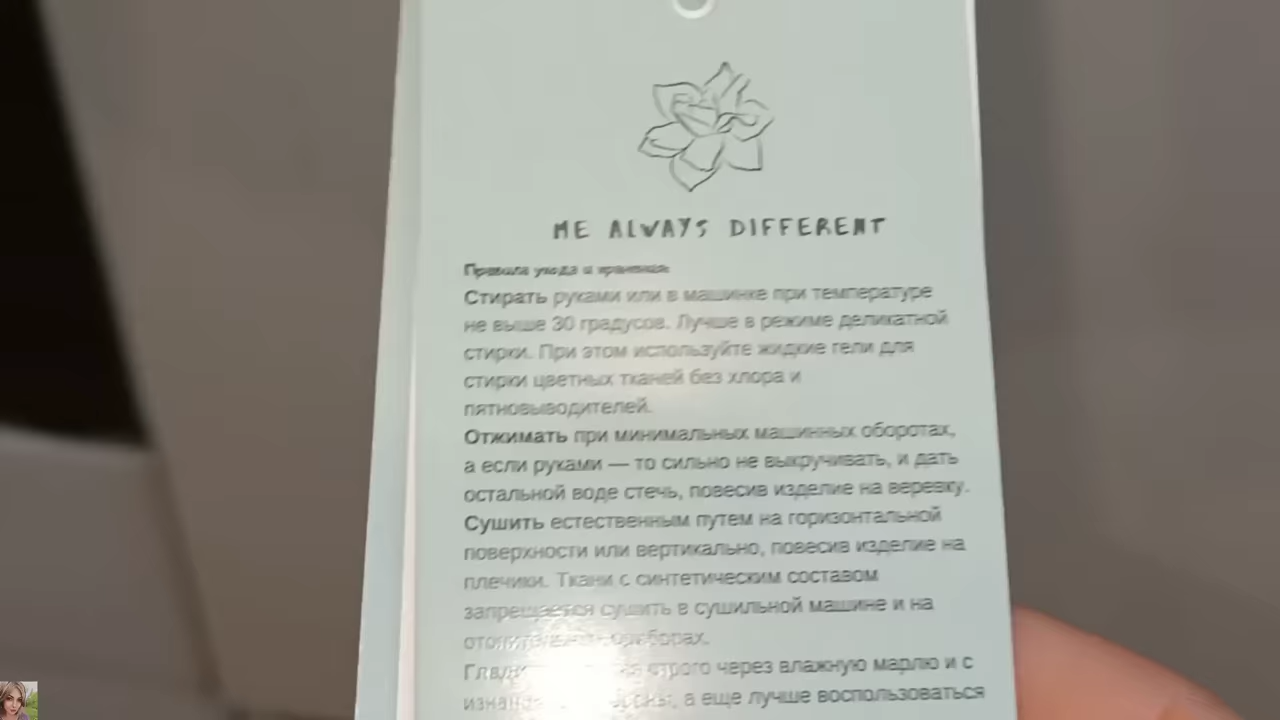 ME ALWAYS DIFFERENT
Правила ухода и хранения:
Стирать руками или в машинке при температуре
не выше 30 градусов. Лучше в режиме деликатной
стирки. При этом используйте жидкие гели для
стирки цветных тканей без хлора и
пятновыводителей.
Отжимать при минимальных машинных оборотах,
а если руками — то сильно не выкручивать, и дать
остальной воде стечь, повесив изделие на веревку.
Сушить естественным путем на горизонтальной
поверхности или вертикально, повесив изделие на
плечики. Ткани с синтетическим составом
запрещается сушить в сушильной машине и на
отопительных приборах.
строго через влажную марлю и с
а еще лучше воспользоваться